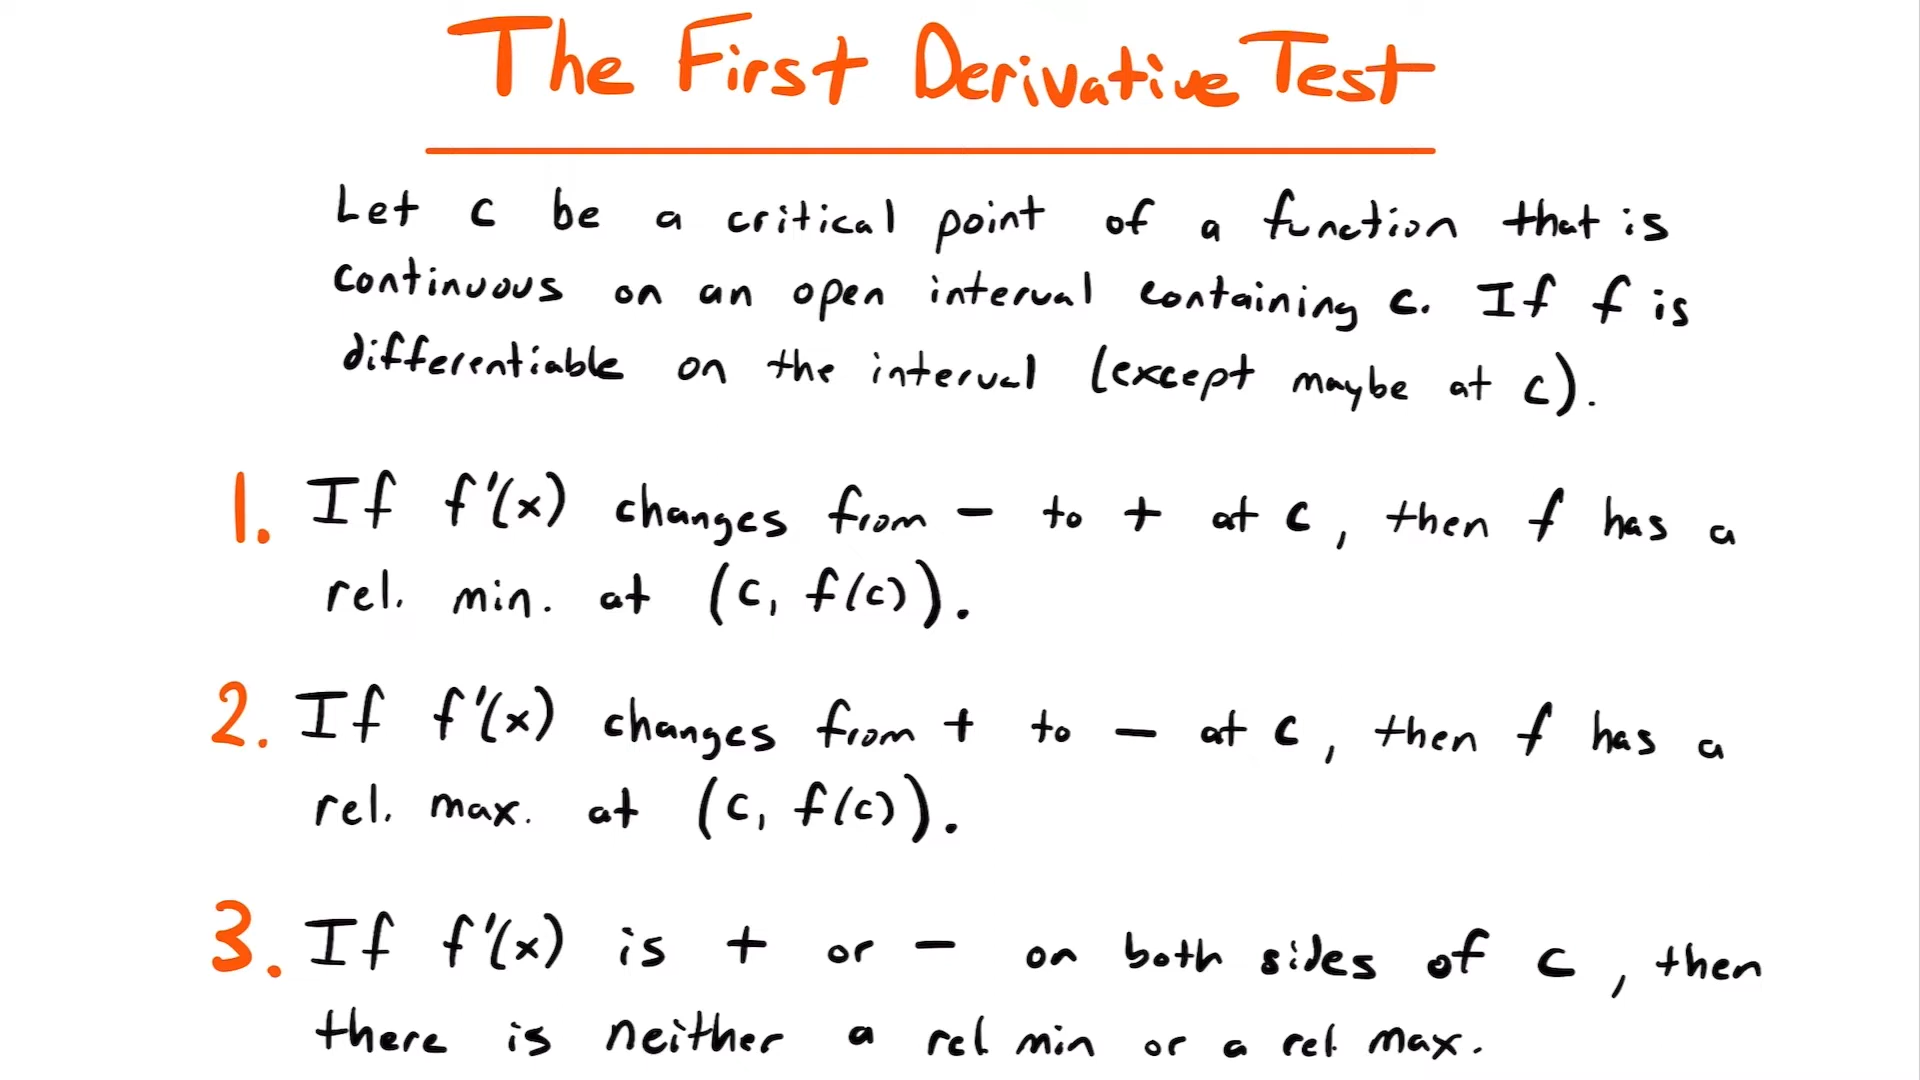 The First Derivative Test
Let c be a critical point of a function that is
continuous on an open interval containing c. If f is
differentiable on the interval (except maybe at c).
1. If f'(x) changes from - to + at c, then f has a
rel. min. at (c, f(c)).
2. If f'(x) changes from + to - at c, then f has a
rel. max. at (c, f(c)).
3. If f'(x) is + or - on both sides of c, then
there is neither a rel. min or a rel. max.